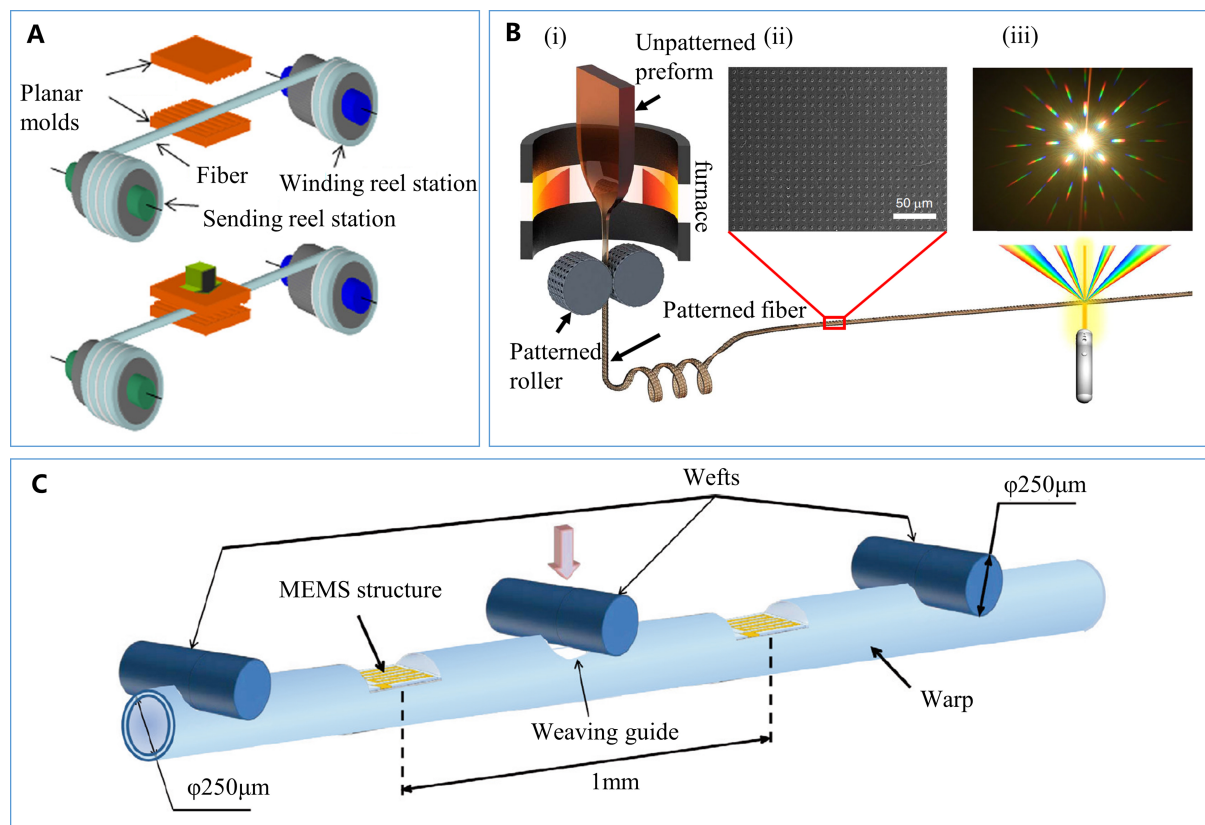 A
Planar
molds
Fiber
Winding reel station
Sending reel station
B
(i)
Unpatterned
preform
(ii)
(iii)
furnace
50 μm
Patterned fiber
Patterned
roller
C
Wefts
φ250μm
MEMS structure
Weaving guide
Warp
1mm
φ250μm